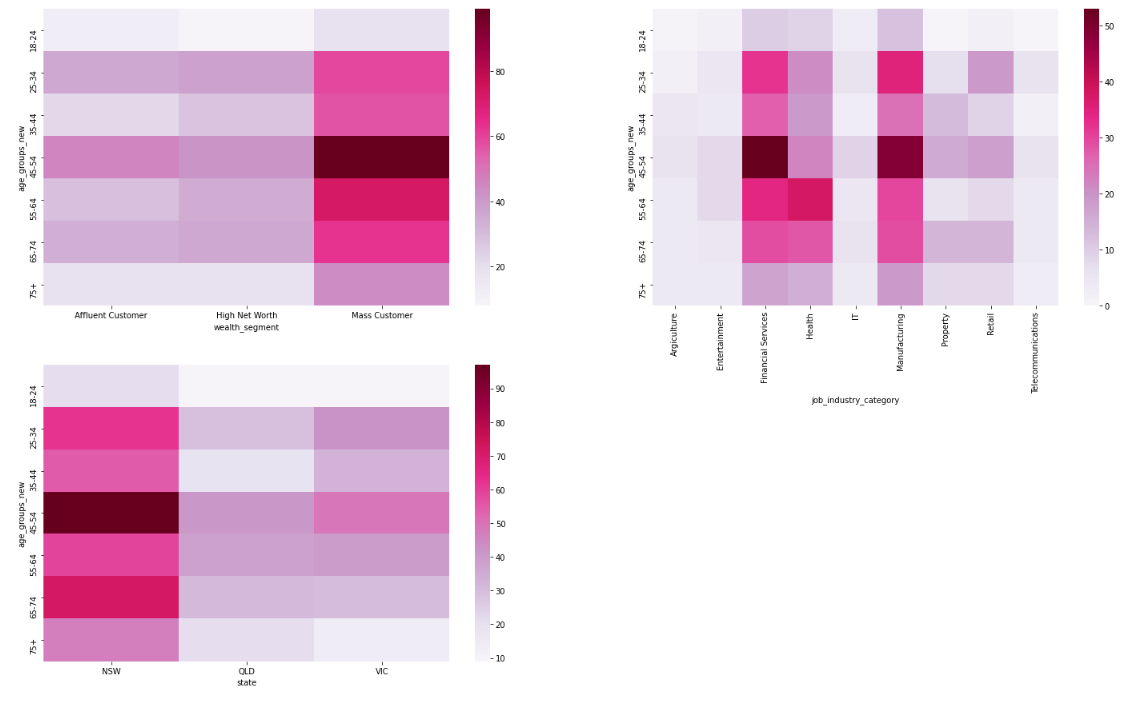 18-24
25-34
35-44
45-54
55-64
65-74
75+
age_groups_new
Affluent Customer
High Net Worth
Mass Customer
wealth_segment
80
60
40
20
18-24
25-34
35-44
45-54
55-64
65-74
75+
age_groups_new
Argiculture
Entertainment
Financial Services
Health
IT
Manufacturing
Property
Retail
Telecommunications
job_industry_category
50
40
30
20
10
0
18-24
25-34
35-44
45-54
55-64
65-74
75+
age_groups_new
NSW
QLD
VIC
state
90
80
70
60
50
40
30
20
10